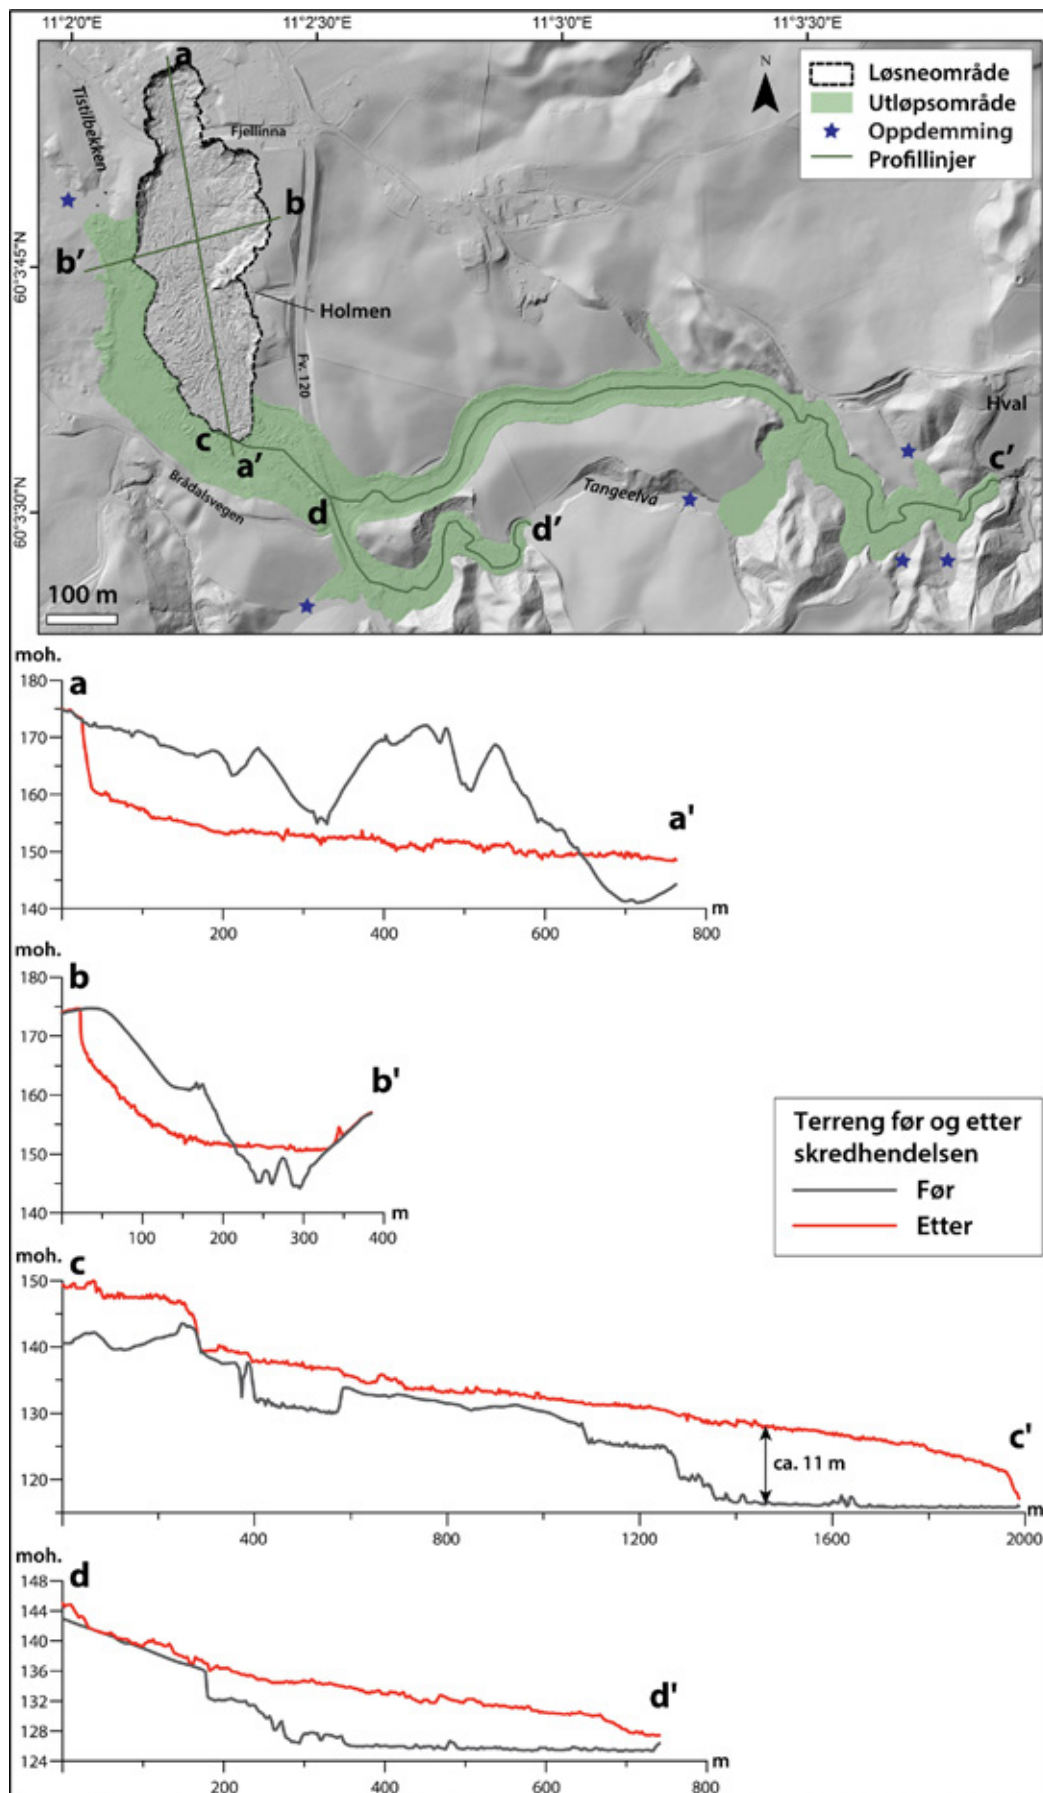 11°2'0"E
11°2'30"E
11°3'0"E
11°3'30"E
60°3'45"N
60°3'30"N
a
Tistilbekken
Fjellinna
N
Løsneområde
Utløpsområde
Oppdemming
Profillinjer
b
b'
Holmen
Fv. 120
Hval
c
a'
c'
Brådalsvegen
d
Tangeelva
d'
100 m
moh.
a
180
170
160
150
140
a'
m
200
400
600
800
moh.
b
180
170
160
150
140
b'
m
100
200
300
400
Terreng før og etter
skredhendelsen
Før
Etter
moh.
c
150
140
130
120
c'
ca. 11 m
m
400
800
1200
1600
2000
moh.
d
148
144
140
136
132
128
124
d'
m
200
400
600
800